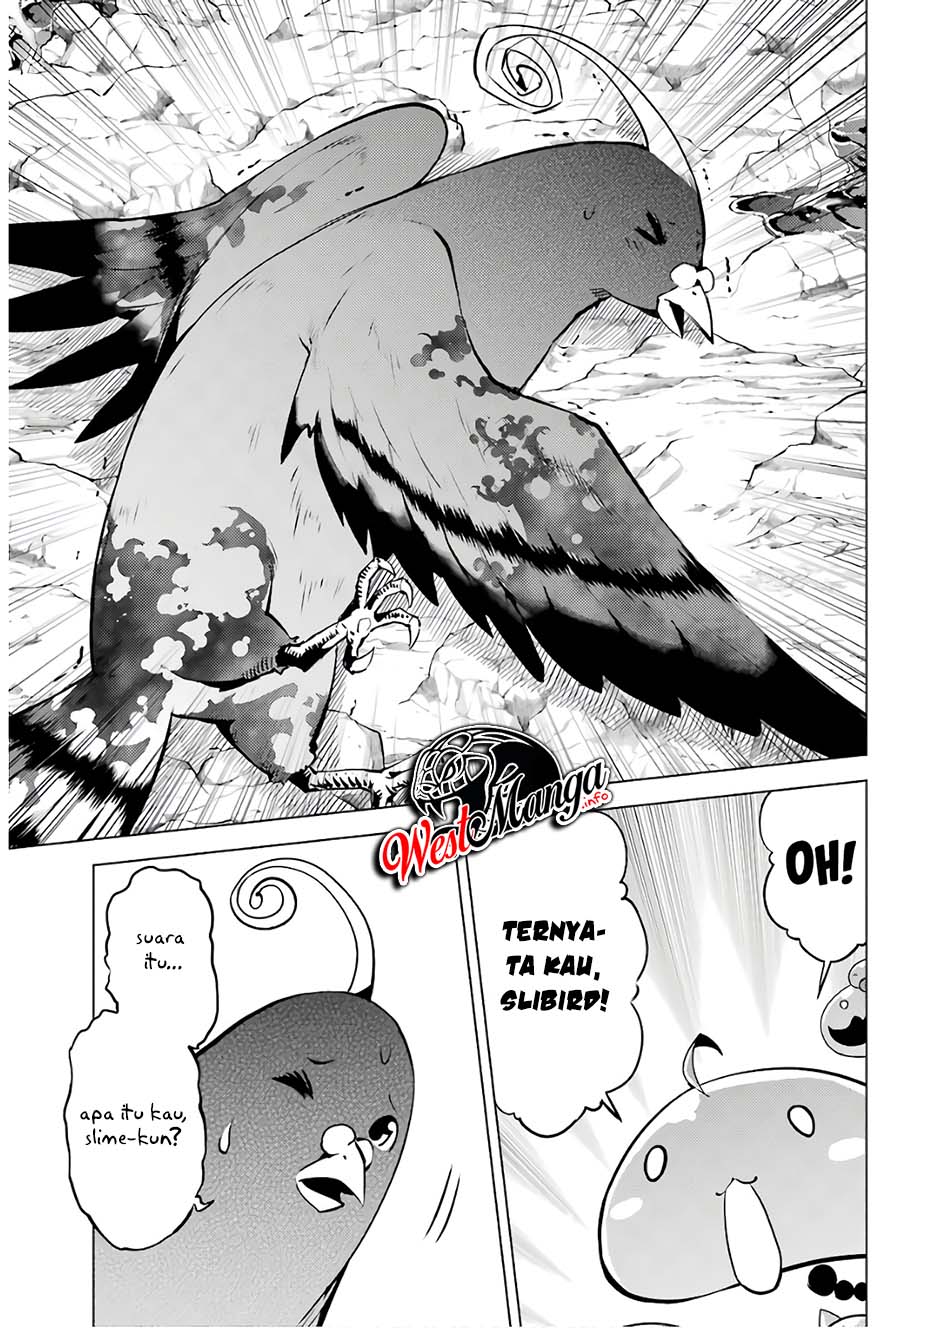 WestManga
.info
OH!
TERNYA-
TA KAU,
SLIBIRD!
suara
itu...
apa itu kau,
slime-kun?